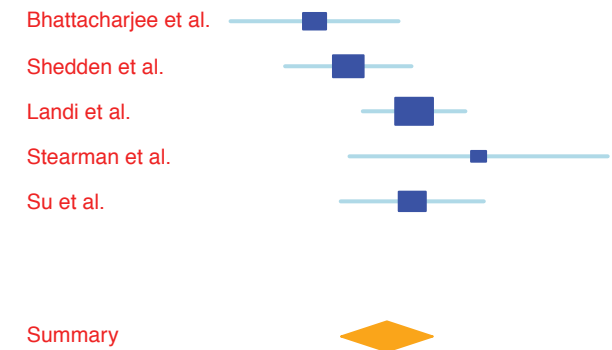 Bhattacharjee et al.
Shedden et al.
Landi et al.
Stearman et al.
Su et al.
Summary